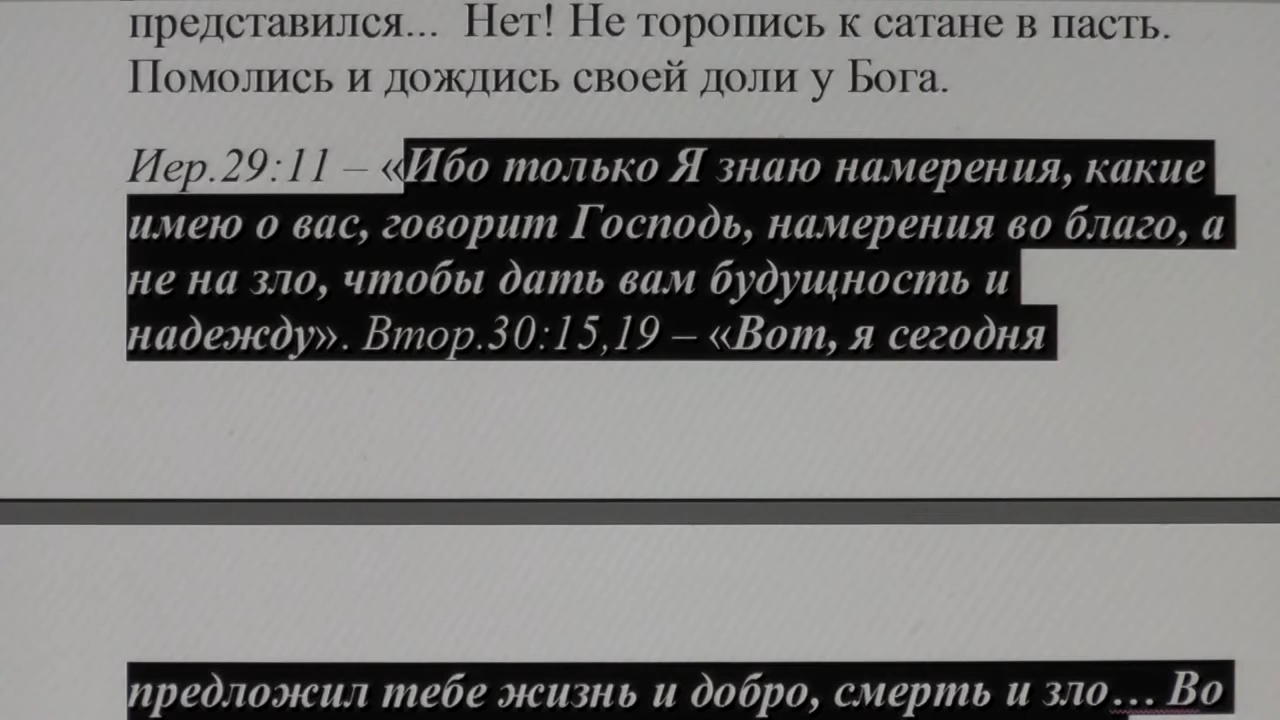 представился... Нет! Не торопись к сатане в пасть.
Помолись и дождись своей доли у Бога.
Иер.29:11 – «Ибо только Я знаю намерения, какие
имею о вас, говорит Господь, намерения во благо, а
не на зло, чтобы дать вам будущность и
надежду». Втор.30:15,19 – «Вот, я сегодня
предложил тебе жизнь и добро, смерть и зло… Во